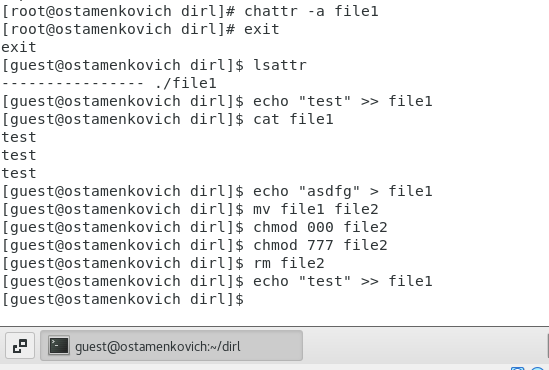 [root@ostamenkovich dirl]# chattr -a file1
[root@ostamenkovich dirl]# exit
exit
[guest@ostamenkovich dirl]$ lsattr
---------------- ./file1
[guest@ostamenkovich dirl]$ echo "test" >> file1
[guest@ostamenkovich dirl]$ cat file1
test
test
test
[guest@ostamenkovich dirl]$ echo "asdfg" > file1
[guest@ostamenkovich dirl]$ mv file1 file2
[guest@ostamenkovich dirl]$ chmod 000 file2
[guest@ostamenkovich dirl]$ chmod 777 file2
[guest@ostamenkovich dirl]$ rm file2
[guest@ostamenkovich dirl]$ echo "test" >> file1
[guest@ostamenkovich dirl]$
guest@ostamenkovich:~/dirl